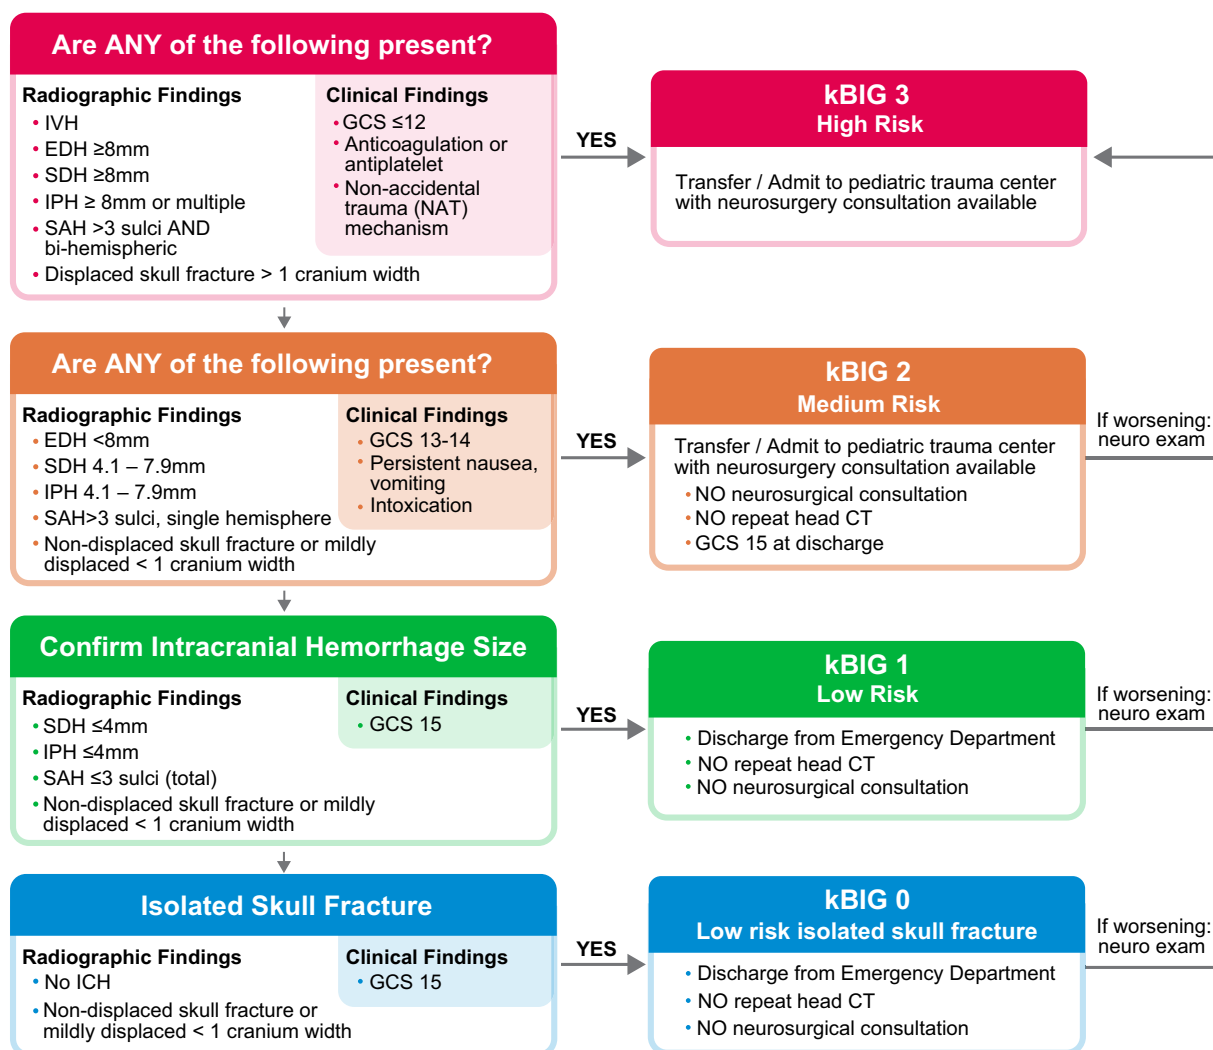 Are ANY of the following present?
Radiographic Findings
• IVH
• EDH ≥8mm
• SDH ≥8mm
• IPH ≥ 8mm or multiple
• SAH >3 sulci AND
bi-hemispheric
• Displaced skull fracture > 1 cranium width
Clinical Findings
• GCS ≤12
• Anticoagulation or
antiplatelet
• Non-accidental
trauma (NAT)
mechanism
YES
kBIG 3
High Risk
Transfer / Admit to pediatric trauma center
with neurosurgery consultation available
Are ANY of the following present?
Radiographic Findings
• EDH <8mm
• SDH 4.1 – 7.9mm
• IPH 4.1 – 7.9mm
• SAH>3 sulci, single hemisphere
• Non-displaced skull fracture or mildly
displaced < 1 cranium width
Clinical Findings
• GCS 13-14
• Persistent nausea,
vomiting
• Intoxication
YES
kBIG 2
Medium Risk
Transfer / Admit to pediatric trauma center
with neurosurgery consultation available
• NO neurosurgical consultation
• NO repeat head CT
• GCS 15 at discharge
If worsening:
neuro exam
Confirm Intracranial Hemorrhage Size
Radiographic Findings
• SDH ≤4mm
• IPH ≤4mm
• SAH ≤3 sulci (total)
• Non-displaced skull fracture or mildly
displaced < 1 cranium width
Clinical Findings
• GCS 15
YES
kBIG 1
Low Risk
• Discharge from Emergency Department
• NO repeat head CT
• NO neurosurgical consultation
If worsening:
neuro exam
Isolated Skull Fracture
Radiographic Findings
• No ICH
• Non-displaced skull fracture or
mildly displaced < 1 cranium width
Clinical Findings
• GCS 15
YES
kBIG 0
Low risk isolated skull fracture
• Discharge from Emergency Department
• NO repeat head CT
• NO neurosurgical consultation
If worsening:
neuro exam